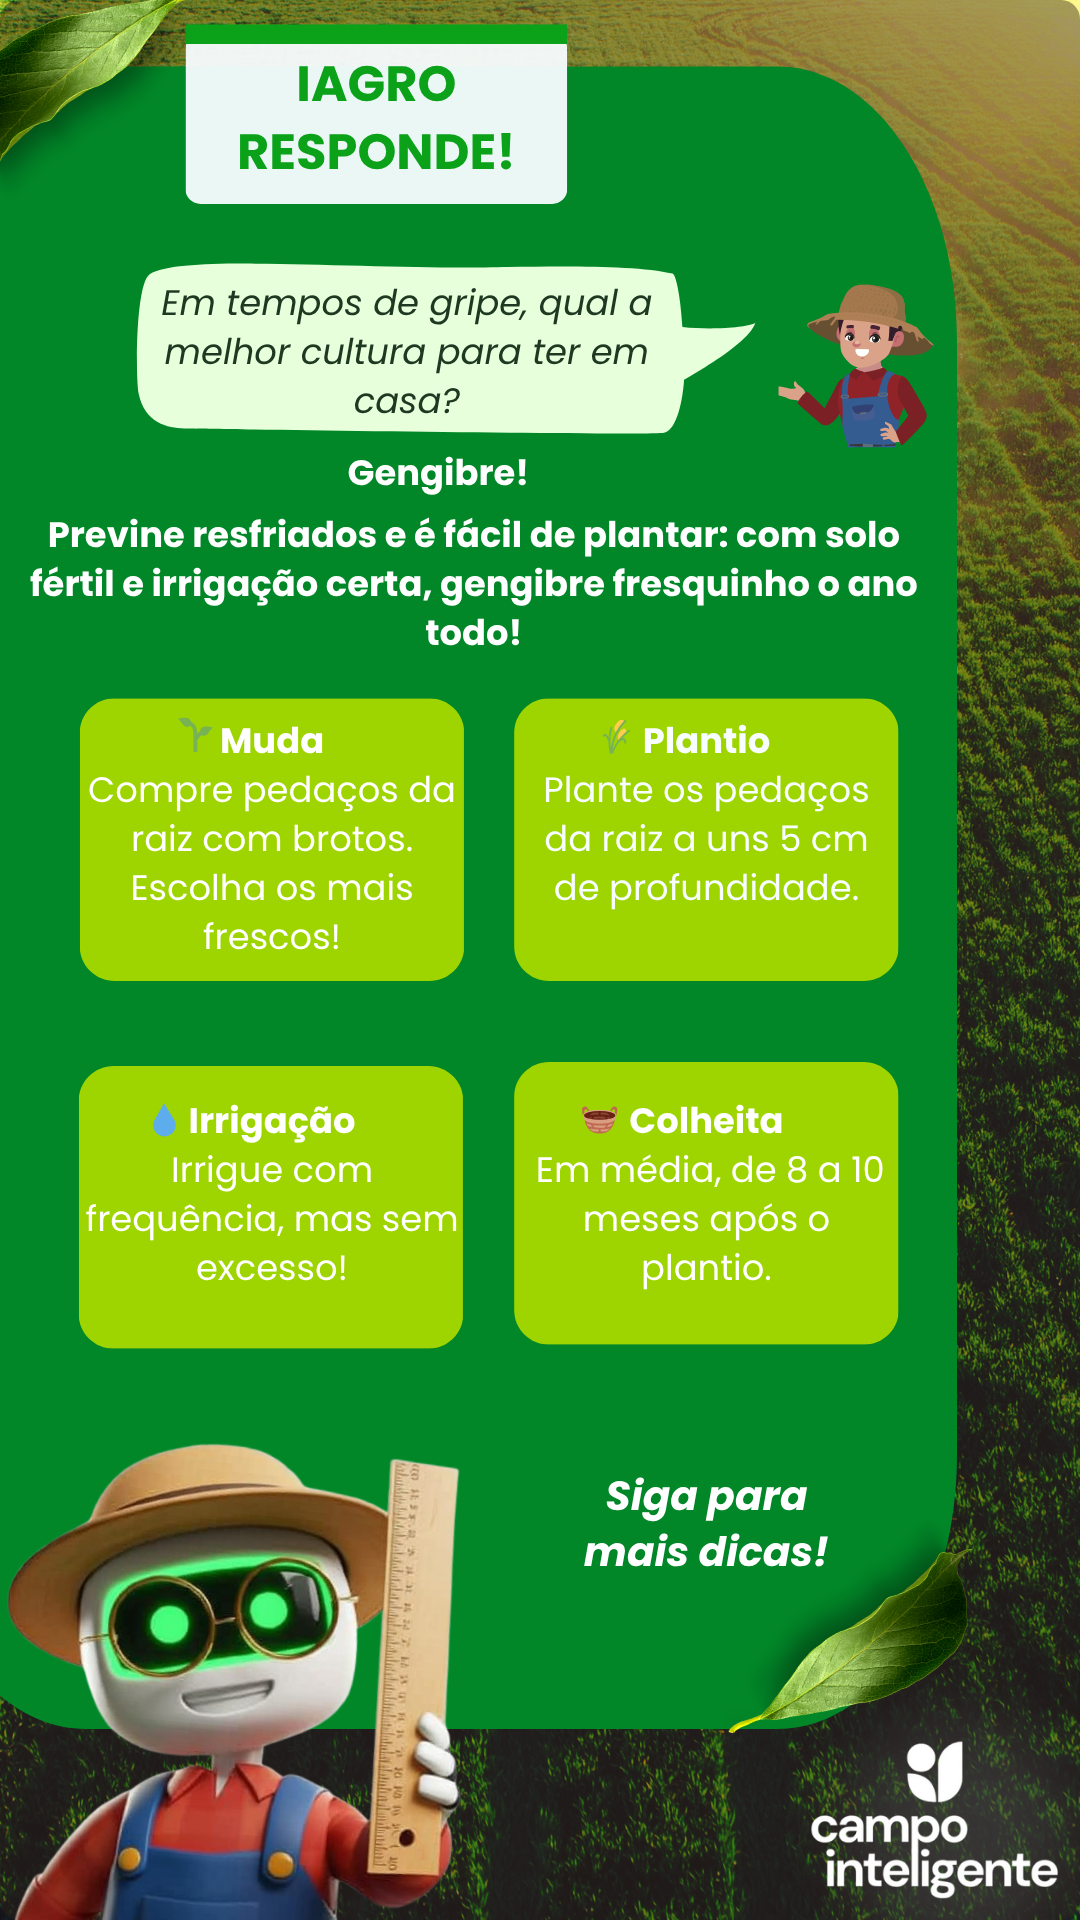 IAGRO
RESPONDE!
Em tempos de gripe, qual a
melhor cultura para ter em
casa?
Gengibre!
Previne resfriados e é fácil de plantar: com solo
fértil e irrigação certa, gengibre fresquinho o ano
todo!
Muda
Compre pedaços da
raiz com brotos.
Escolha os mais
frescos!
Plantio
Plante os pedaços
da raiz a uns 5 cm
de profundidade.
Irrigação
Irrigue com
frequência, mas sem
excesso!
Colheita
Em média, de 8 a 10
meses após o
plantio.
Siga para
mais dicas!
campo
inteligente